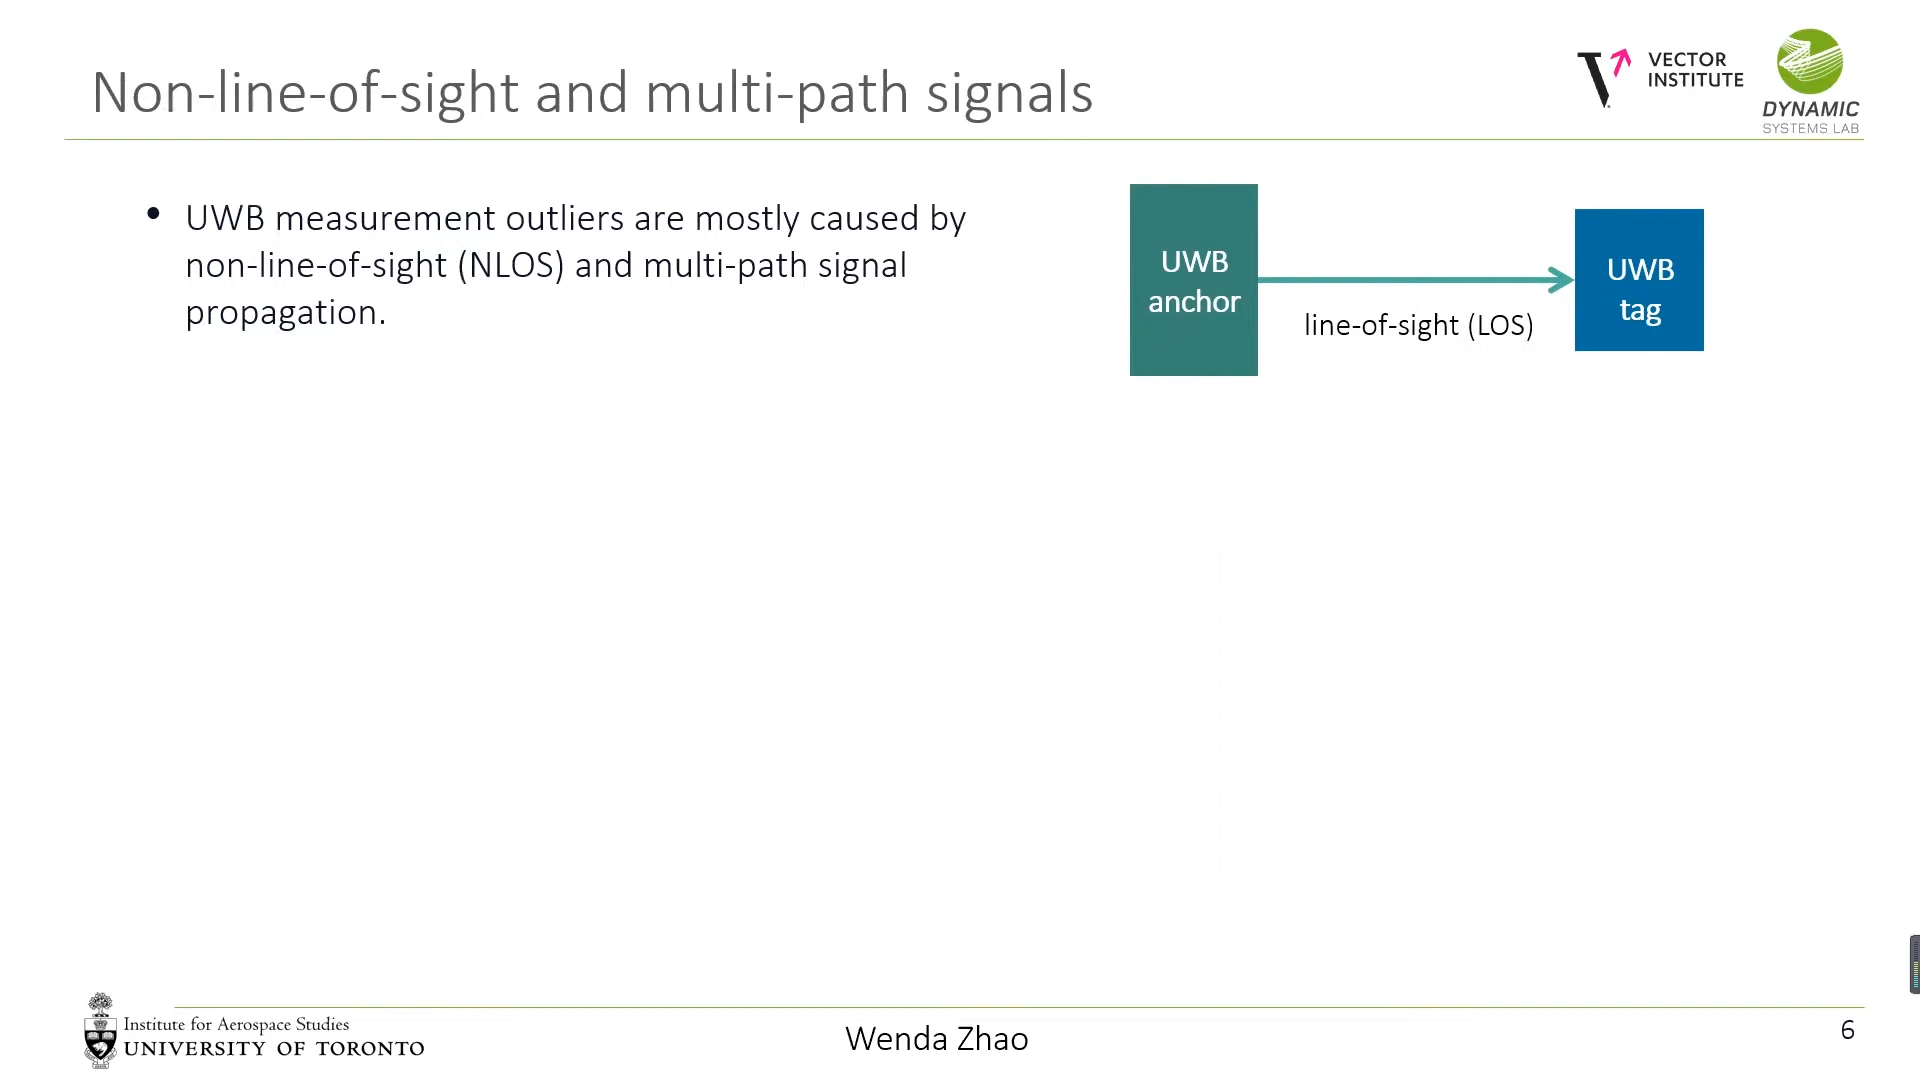 Non-line-of-sight and multi-path signals
VECTOR
INSTITUTE
DYNAMIC
SYSTEMS LAB
• UWB measurement outliers are mostly caused by
non-line-of-sight (NLOS) and multi-path signal
propagation.
UWB
anchor
line-of-sight (LOS)
UWB
tag
Institute for Aerospace Studies
UNIVERSITY OF TORONTO
Wenda Zhao
6